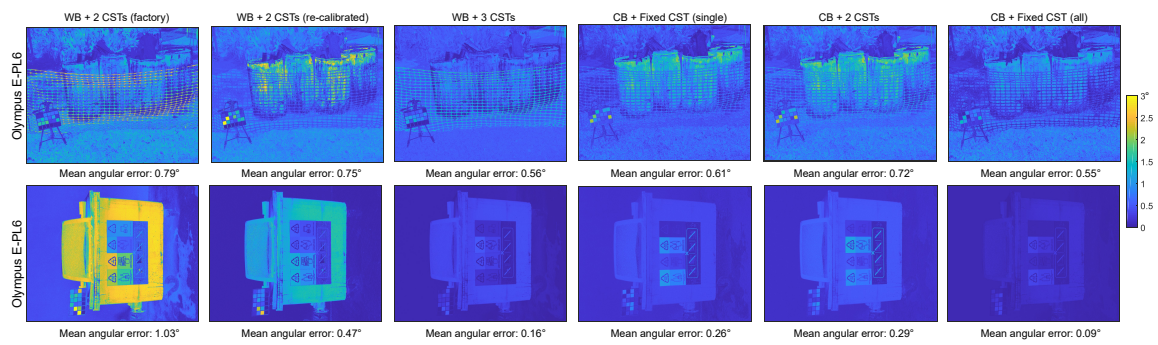 WB + 2 CSTs (factory)
WB + 2 CSTs (re-calibrated)
WB + 3 CSTs
CB + Fixed CST (single)
CB + 2 CSTs
CB + Fixed CST (all)
Olympus E-PL6
3°
2.5
2
1.5
1
0.5
0
Mean angular error: 0.79°
Mean angular error: 0.75°
Mean angular error: 0.56°
Mean angular error: 0.61°
Mean angular error: 0.72°
Mean angular error: 0.55°
Olympus E-PL6
Mean angular error: 1.03°
Mean angular error: 0.47°
Mean angular error: 0.16°
Mean angular error: 0.26°
Mean angular error: 0.29°
Mean angular error: 0.09°